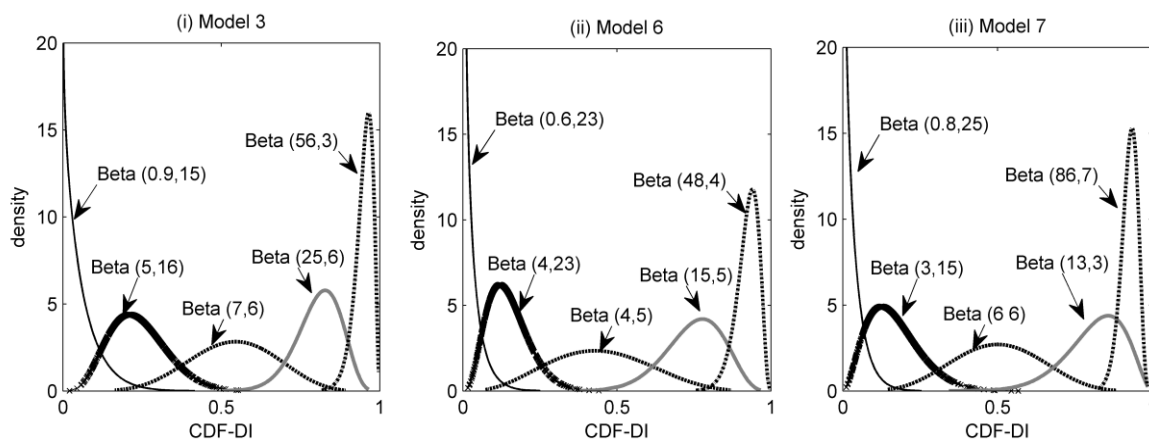 (i) Model 3
20
15
10
5
0
density
Beta (0.9,15)
Beta (5,16)
Beta (7,6)
Beta (25,6)
Beta (56,3)
0 0.5 1
CDF-DI
(ii) Model 6
20
15
10
5
0
Beta (0.6,23)
Beta (4,23)
Beta (4,5)
Beta (15,5)
Beta (48,4)
0 0.5 1
CDF-DI
(iii) Model 7
20
15
10
5
0
density
Beta (0.8,25)
Beta (3,15)
Beta (6 6)
Beta (13,3)
Beta (86,7)
0 0.5 1
CDF-DI